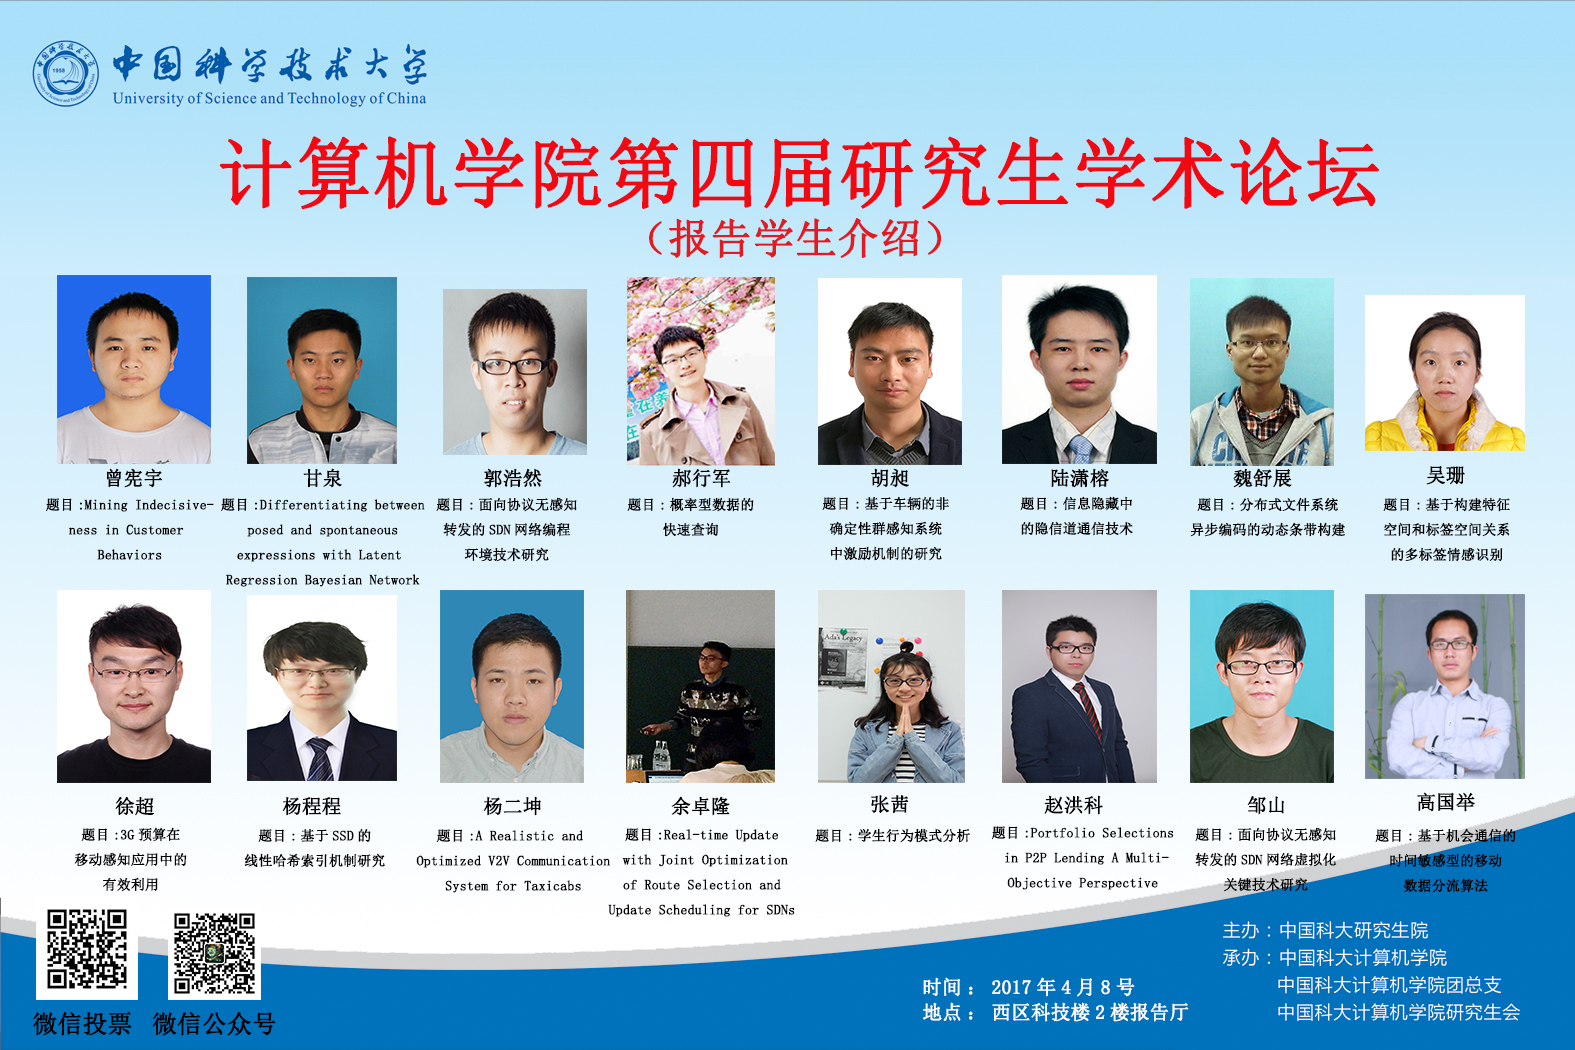 中国科学技术大学
University of Science and Technology of China
计算机学院第四届研究生学术论坛
（报告学生介绍）
曾宪宇
题目:Mining Indecisive-
ness in Customer
Behaviors
甘泉
题目:Differentiating between
posed and spontaneous
expressions with Latent
Regression Bayesian Network
郭浩然
题目：面向协议无感知
转发的 SDN 网络编程
环境技术研究
郝行军
题目：概率型数据的
快速查询
胡昶
题目：基于车辆的非
确定性群感知系统
中激励机制的研究
陆潇榕
题目：信息隐藏中
的隐信道通信技术
魏舒展
题目：分布式文件系统
异步编码的动态条带构建
吴珊
题目：基于构建特征
空间和标签空间关系
的多标签情感识别
徐超
题目:3G 预算在
移动感知应用中的
有效利用
杨程程
题目：基于 SSD 的
线性哈希索引机制研究
杨二坤
题目:A Realistic and
Optimized V2V Communication
System for Taxicabs
余卓隆
题目:Real-time Update
with Joint Optimization
of Route Selection and
Update Scheduling for SDNs
Ada's Legacy
张茜
题目：学生行为模式分析
赵洪科
题目:Portfolio Selections
in P2P Lending A Multi-
Objective Perspective
邹山
题目：面向协议无感知
转发的 SDN 网络虚拟化
关键技术研究
高国举
题目：基于机会通信的
时间敏感型的移动
数据分流算法
微信投票
微信公众号
时间： 2017 年 4 月 8 号
地点： 西区科技楼 2 楼报告厅
主办：中国科大研究生院
承办：中国科大计算机学院
中国科大计算机学院团总支
中国科大计算机学院研究生会